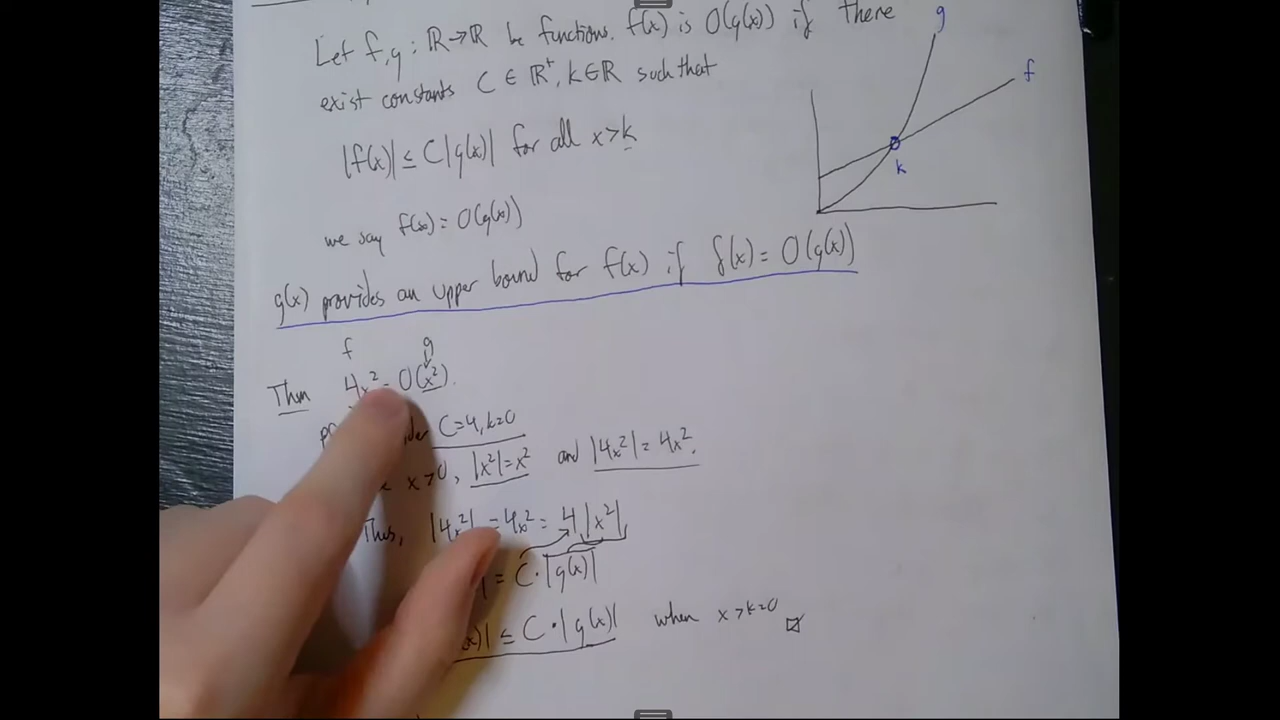 Let f,g : ℝ→ℝ be functions. f(x) is O(g(x)) if there
exist constants C ∈ ℝ⁺, k∈ℝ such that
|f(x)| ≤ C|g(x)| for all x>k
we say f(x) = O(g(x))
g(x) provides an upper bound for f(x) if f(x) = O(g(x))
g
f
k
f g
Thm 4x² = O(x²).
C=4, k=0
x>0, |x²|=x² and |4x²| = 4x².
Thus, |4x²| = 4x² = 4|x²|
= C·|g(x)|
≤ C·|g(x)| when x>k=0